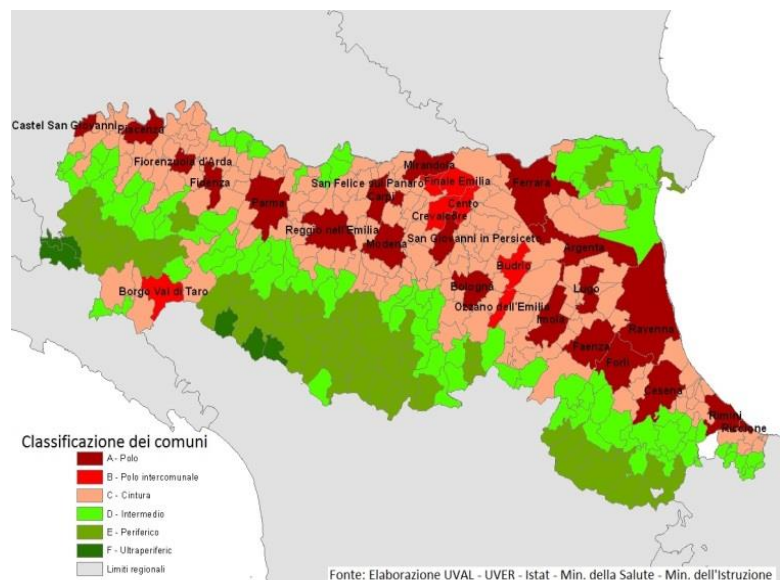 Castel San Giovanni
Piacenza
Fiorenzuola d'Arda
Fidenza
Parma
Reggio nell'Emilia
Mirandola
San Felice sul Panaro
Finale Emilia
Carpi
Cento
Crevalcore
Modena
San Giovanni in Persiceto
Ferrara
Argenta
Budrio
Bologna
Ozzano dell'Emilia
Lugo
Imola
Ravenna
Faenza
Forlì
Cesena
Rimini
Riccione
Borgo Val di Taro
Classificazione dei comuni
A - Polo
B - Polo intercomunale
C - Cintura
D - Intermedio
E - Periferico
F - Ultraperiferic
Limiti regionali
Fonte: Elaborazione UVAL - UVER - Istat - Min. della Salute - Min. dell'Istruzione